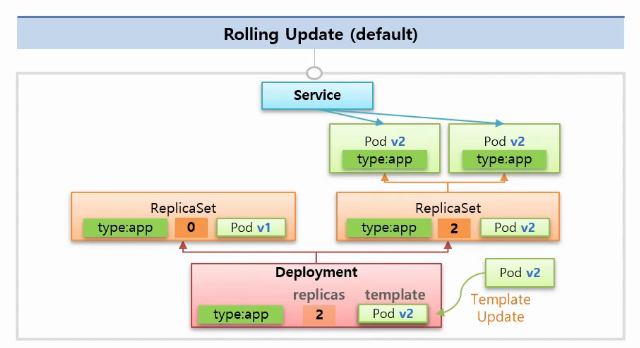 Rolling Update (default)
Service
Pod v2
type:app
Pod v2
type:app
ReplicaSet
type:app 0 Pod v1
ReplicaSet
type:app 2 Pod v2
Deployment
replicas template
type:app 2 Pod v2
Pod v2
Template
Update